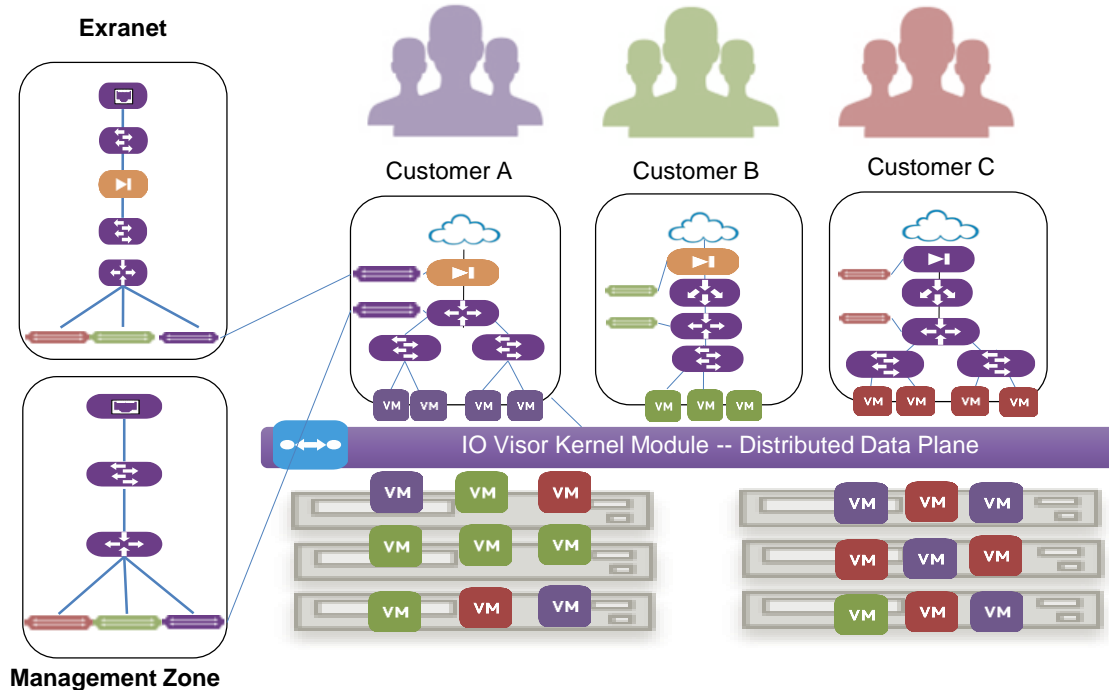 Exranet
Customer A
Customer B
Customer C
VM VM VM VM
VM VM VM
VM VM VM VM
IO Visor Kernel Module -- Distributed Data Plane
VM VM VM
VM VM VM
VM VM VM
VM VM VM
VM VM VM
VM VM VM
Management Zone